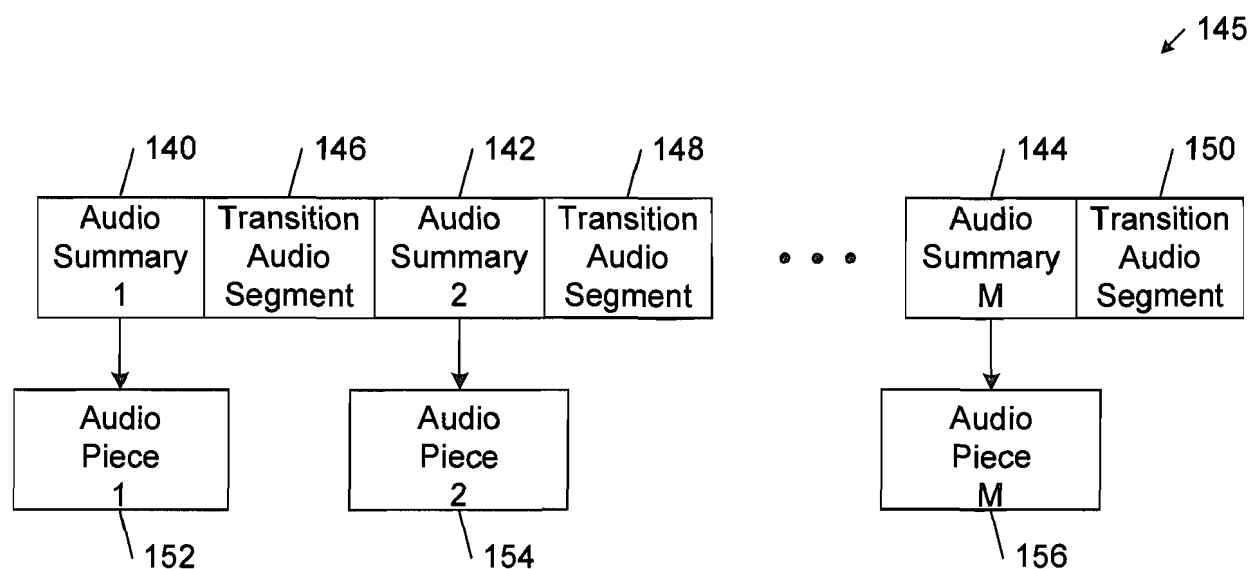 145
140 146 142 148 144 150
Audio Transition Audio Transition Audio Transition
Summary Audio Summary Audio • • • Summary Audio
1 Segment 2 Segment M Segment
Audio Audio Audio
Piece Piece Piece
1 2 M
152 154 156